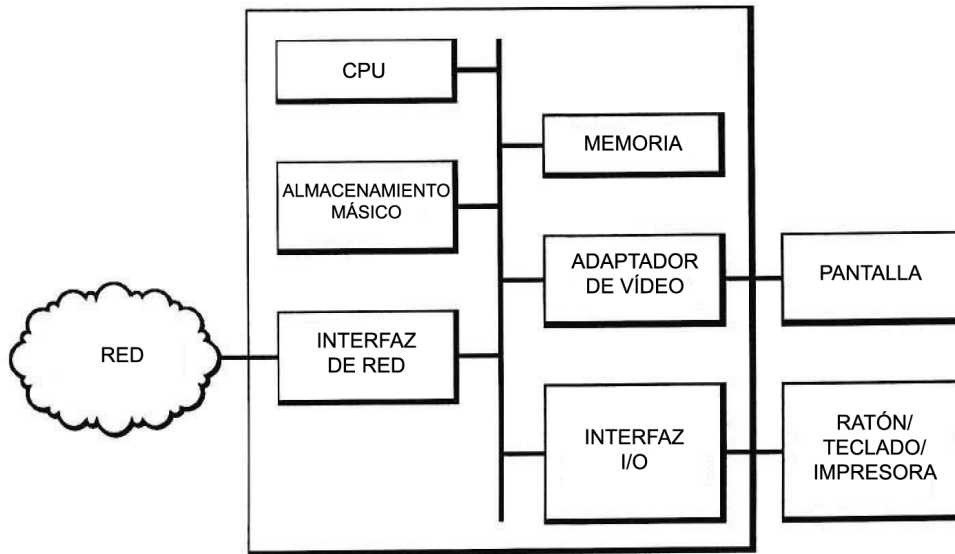 CPU
MEMORIA
ALMACENAMIENTO
MÁSICO
ADAPTADOR
DE VÍDEO
PANTALLA
RED
INTERFAZ
DE RED
INTERFAZ
I/O
RATÓN/
TECLADO/
IMPRESORA